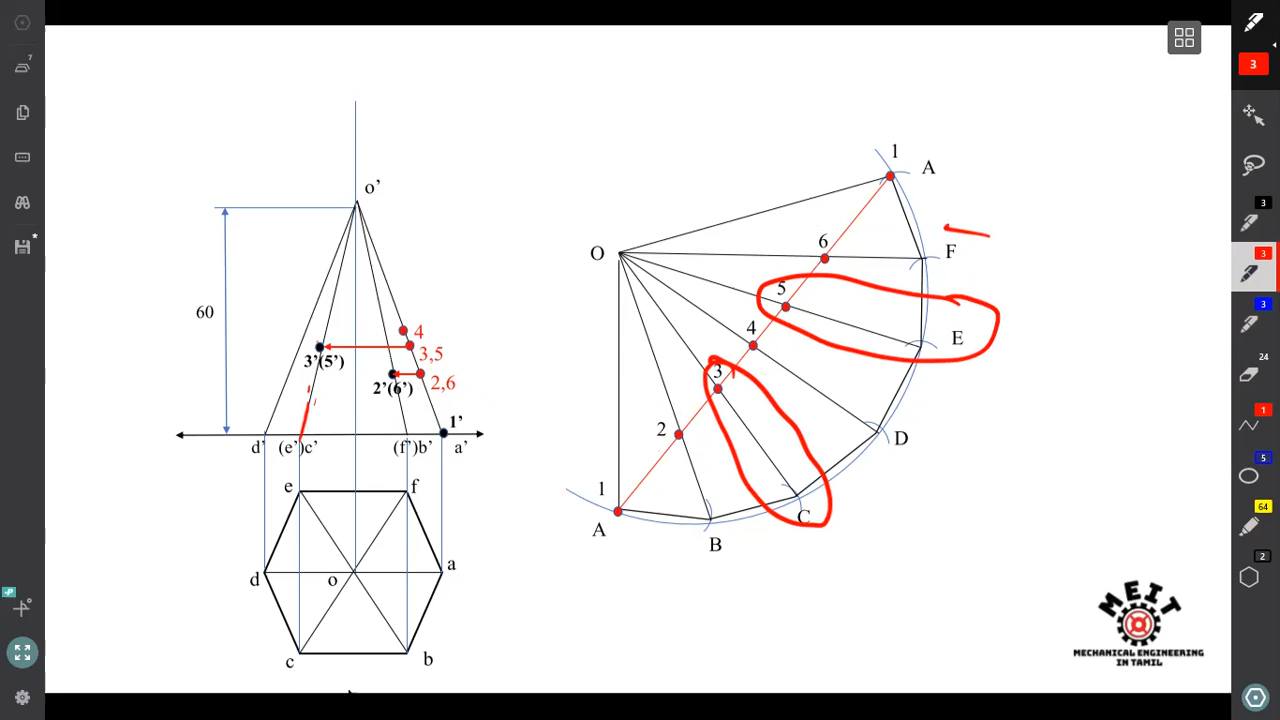 o’
60
4
3,5
3’(5’)
2’(6’)
2,6
1’
d’ (e’)c’ (f’)b’ a’
e f
d o a
c b
1 A
O 6 F
5 E
4
3 D
2
1 C
A B
MEIT
MECHANICAL ENGINEERING
IN TAMIL
7
3
3
3
3
24
1
5
64
2
P